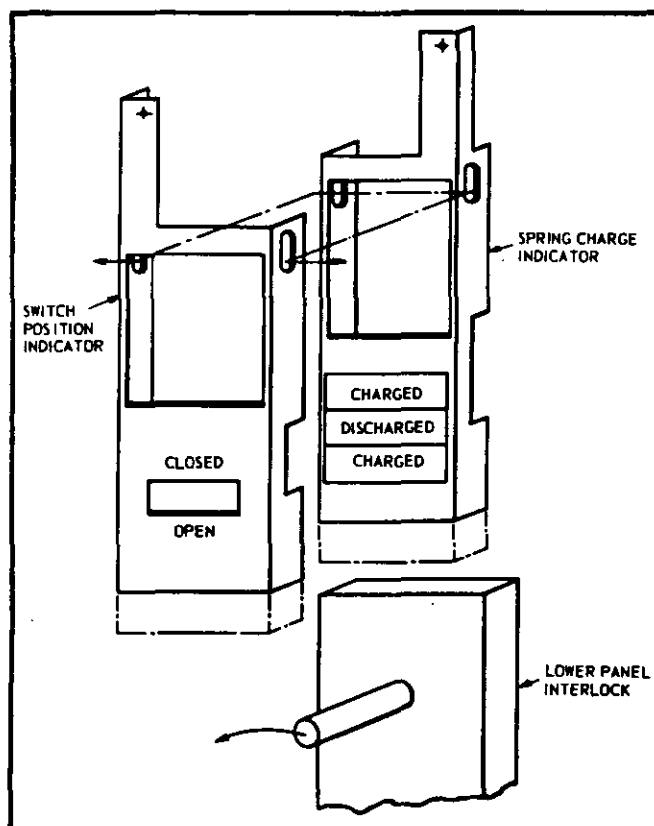 SPRING CHARGE
INDICATOR
SWITCH
POSITION
INDICATOR
CHARGED
DISCHARGED
CHARGED
CLOSED
OPEN
LOWER PANEL
INTERLOCK